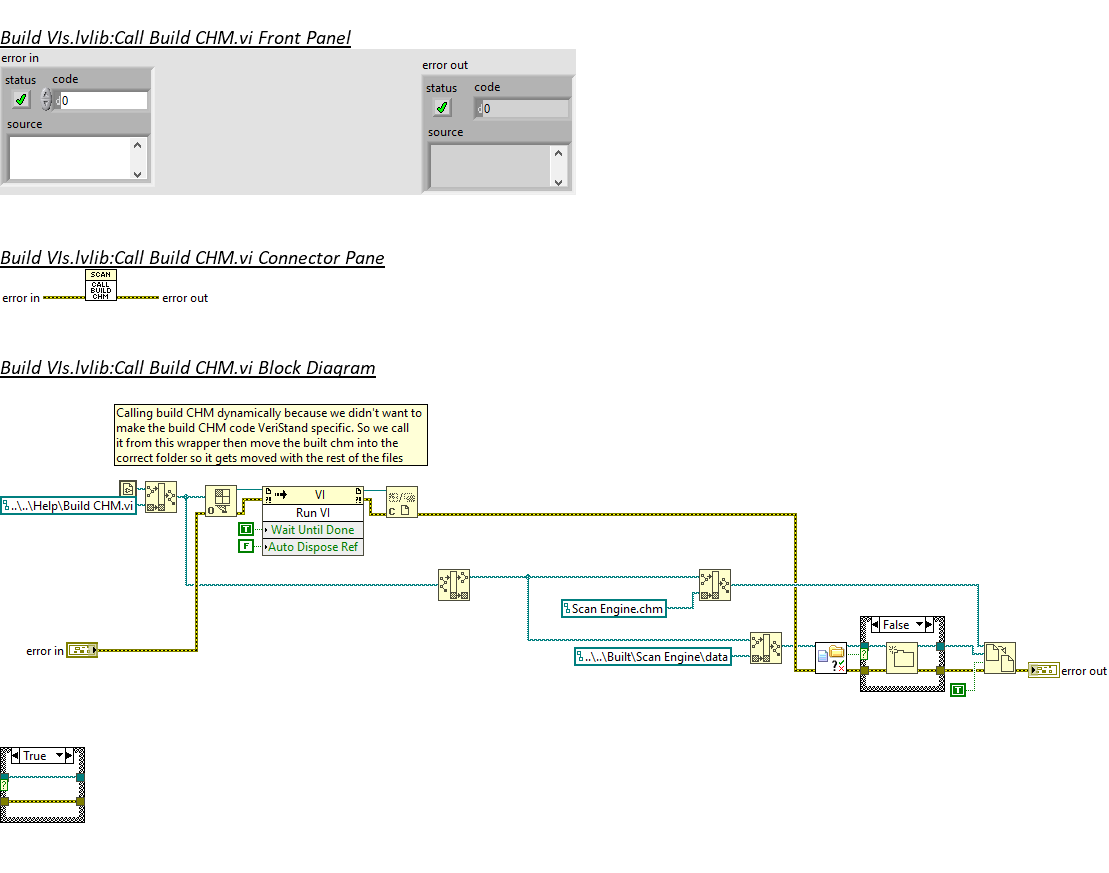 Build VIs.lvlib:Call Build CHM.vi Front Panel
error in
status code
0
source
error out
status code
0
source
Build VIs.lvlib:Call Build CHM.vi Connector Pane
SCAN
CALL
BUILD
CHM
error in
error out
Build VIs.lvlib:Call Build CHM.vi Block Diagram
Calling build CHM dynamically because we didn't want to
make the build CHM code VeriStand specific. So we call
it from this wrapper then move the built chm into the
correct folder so it gets moved with the rest of the files
..\..\Help\Build CHM.vi
VI
Run VI
T Wait Until Done
F Auto Dispose Ref
Scan Engine.chm
..\..\Built\Scan Engine\data
error in
False
T
error out
True